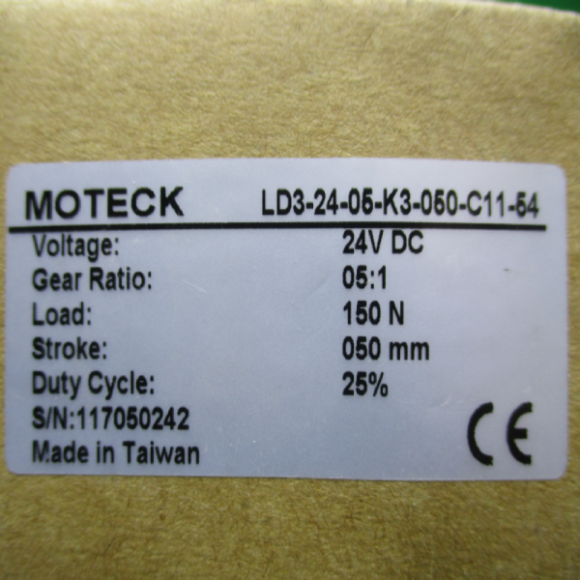 MOTECK LD3-24-05-K3-050-C11-54
Voltage: 24V DC
Gear Ratio: 05:1
Load: 150 N
Stroke: 050 mm
Duty Cycle: 25%
S/N:117050242
Made in Taiwan
CE